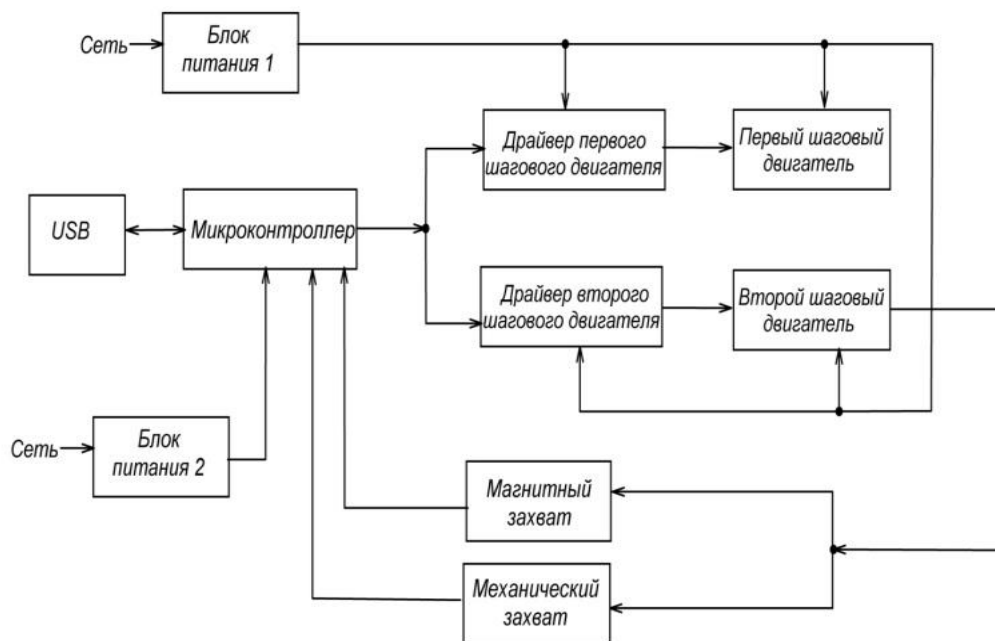 Сеть
Блок
питания 1
Драйвер первого
шагового двигателя
Первый шаговый
двигатель
USB
Микроконтроллер
Драйвер второго
шагового двигателя
Второй шаговый
двигатель
Сеть
Блок
питания 2
Магнитный
захват
Механический
захват